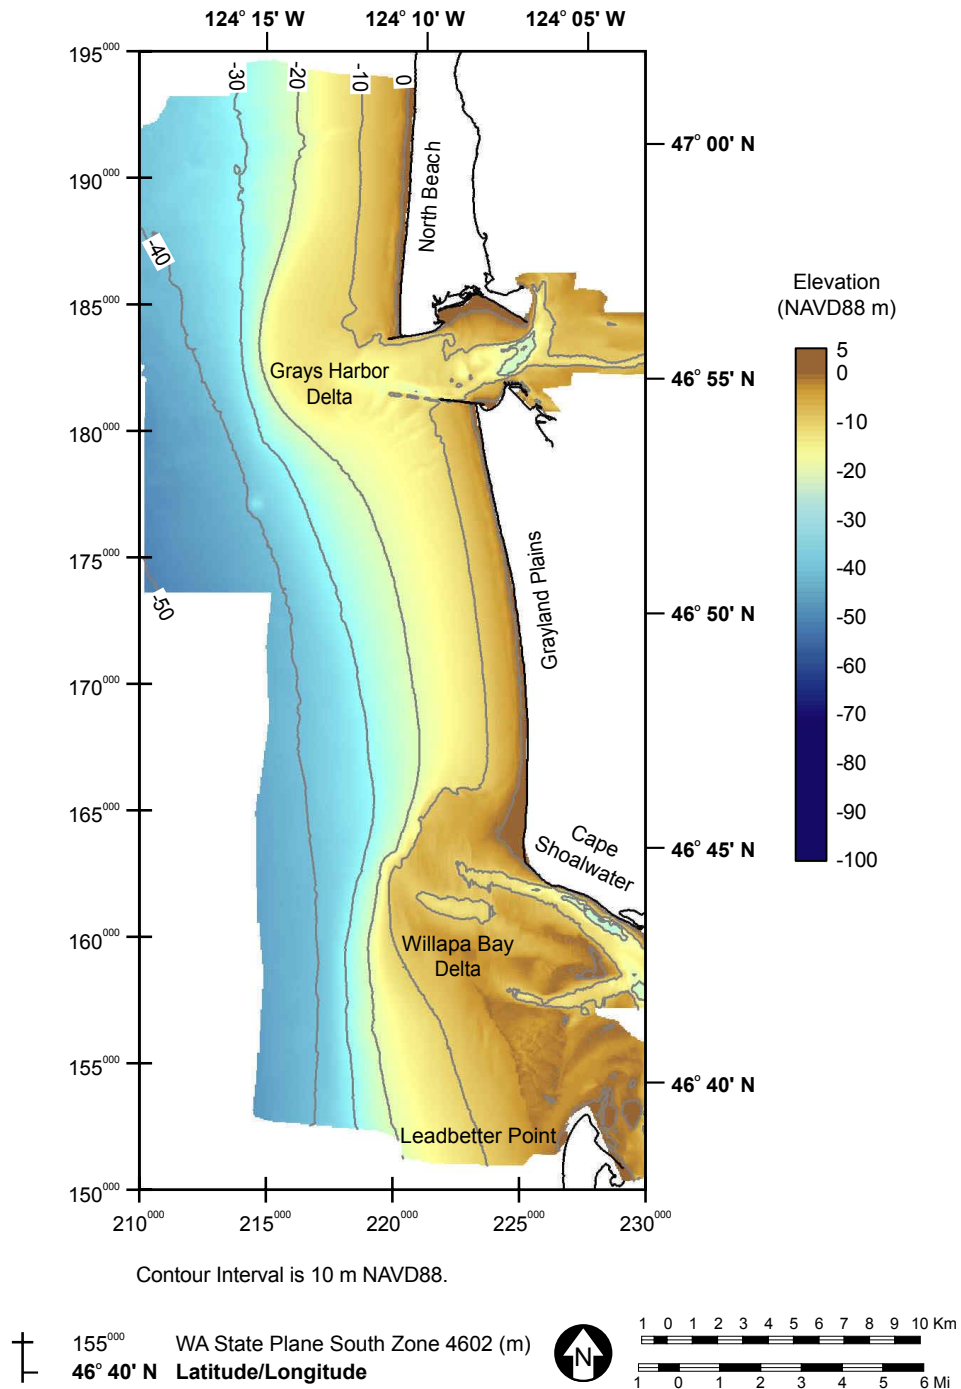 124° 15' W 124° 10' W 124° 05' W
195000
-30 -20 -10 0
47° 00' N
190000
North Beach
-40
185000
Elevation
(NAVD88 m)
5
0
-10
-20
-30
-40
-50
-60
-70
-80
-90
-100
Grays Harbor
Delta
46° 55' N
180000
175000
-50
Grayland Plains
46° 50' N
170000
165000
Cape
Shoalwater
46° 45' N
160000
Willapa Bay
Delta
155000
46° 40' N
Leadbetter Point
150000
210000 215000 220000 225000 230000
Contour Interval is 10 m NAVD88.
155000 WA State Plane South Zone 4602 (m)
46° 40' N Latitude/Longitude
N
1 0 1 2 3 4 5 6 7 8 9 10 Km
1 0 1 2 3 4 5 6 Mi